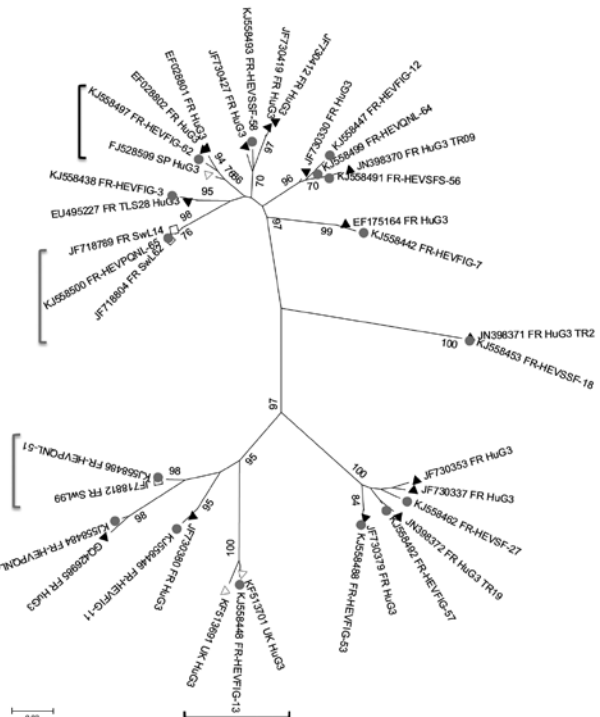 KJ558493 FR-HEVSSF-58
JF730427 FR HuG3
JF730419 FR HuG3
JF730412 FR HuG3
EF028801 FR HuG3
EF028802 FR HuG3
KJ558497 FR-HEVFIG-62
FJ528599 SP HuG3
KJ558438 FR-HEVFIG-3
EU495227 FR TLS28 HuG3
JF718789 FR SwL14
KJ558500 FR-HEVPQNL-65
JF718804 FR SwL62
JF730330 FR HuG3
KJ558447 FR-HEVFIG-12
KJ558499 FR-HEVQNL-64
JN398370 FR HuG3 TR09
KJ558491 FR-HEVSFS-56
EF175164 FR HuG3
KJ558442 FR-HEVFIG-7
94
95
98
76
70
97
96
70
97
99
JN398371 FR HuG3 TR2
KJ558453 FR-HEVSSF-18
100
97
95
100
84
98
98
95
100
KJ558486 FR-HEVPQNL-51
JF718812 FR SwL99
KJ558484 FR-HEVPQNL
GQ426985 FR HuG3
KJ558446 FR-HEVFIG-11
JF730380 FR HuG3
KF513691 UK HuG3
KJ558448 FR-HEVFIG-13
KF513701 UK HuG3
JF730353 FR HuG3
JF730337 FR HuG3
KJ558462 FR-HEVSF-27
JN398372 FR HuG3 TR19
KJ558492 FR-HEVFIG-57
JF730379 FR HuG3
KJ558488 FR-HEVFIG-53